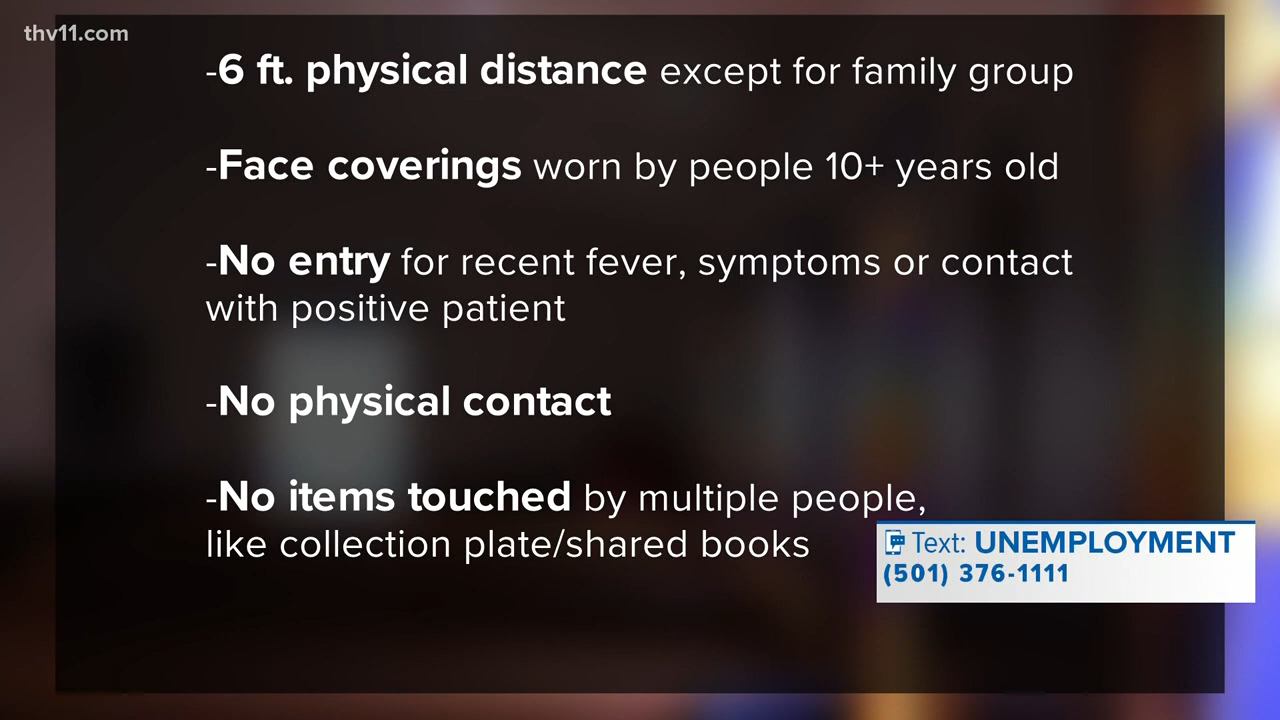 thv11.com
-6 ft. physical distance except for family group
-Face coverings worn by people 10+ years old
-No entry for recent fever, symptoms or contact
with positive patient
-No physical contact
-No items touched by multiple people,
like collection plate/shared books
Text: UNEMPLOYMENT
(501) 376-1111